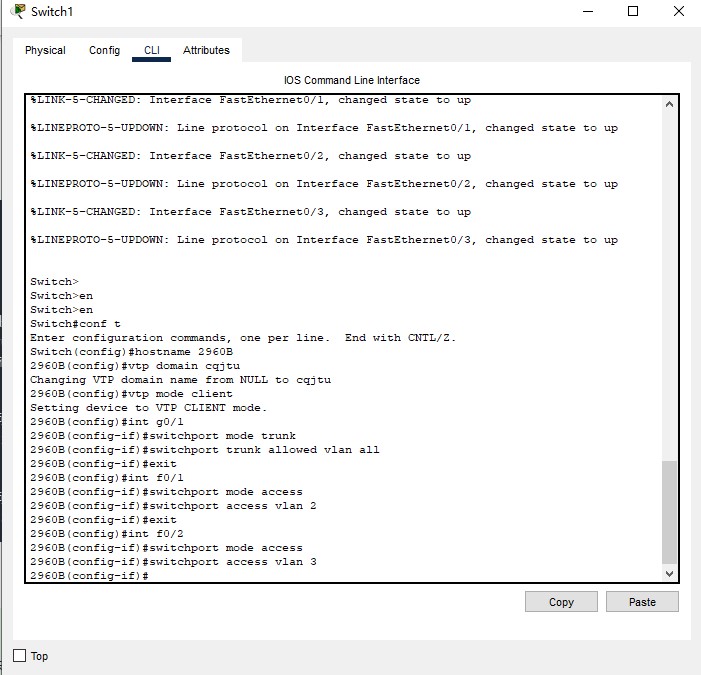 Switch1
Physical Config CLI Attributes
IOS Command Line Interface
%LINK-5-CHANGED: Interface FastEthernet0/1, changed state to up
%LINEPROTO-5-UPDOWN: Line protocol on Interface FastEthernet0/1, changed state to up
%LINK-5-CHANGED: Interface FastEthernet0/2, changed state to up
%LINEPROTO-5-UPDOWN: Line protocol on Interface FastEthernet0/2, changed state to up
%LINK-5-CHANGED: Interface FastEthernet0/3, changed state to up
%LINEPROTO-5-UPDOWN: Line protocol on Interface FastEthernet0/3, changed state to up
Switch>
Switch>en
Switch>en
Switch#conf t
Enter configuration commands, one per line.  End with CNTL/Z.
Switch(config)#hostname 2960B
2960B(config)#vtp domain cqjtu
Changing VTP domain name from NULL to cqjtu
2960B(config)#vtp mode client
Setting device to VTP CLIENT mode.
2960B(config)#int g0/1
2960B(config-if)#switchport mode trunk
2960B(config-if)#switchport trunk allowed vlan all
2960B(config-if)#exit
2960B(config)#int f0/1
2960B(config-if)#switchport mode access
2960B(config-if)#switchport access vlan 2
2960B(config-if)#exit
2960B(config)#int f0/2
2960B(config-if)#switchport mode access
2960B(config-if)#switchport access vlan 3
2960B(config-if)#
Copy Paste
Top